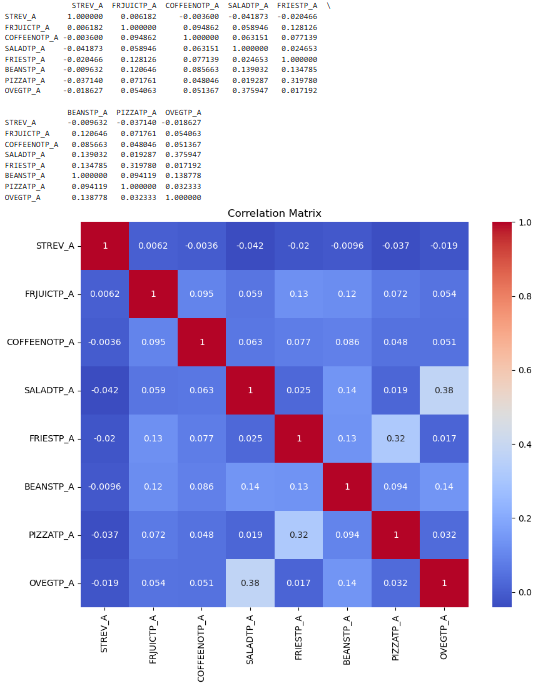 STREV_A FRJUICTP_A COFFEENOTP_A SALADTP_A FRIESTP_A \
STREV_A 1.000000 0.006182 -0.003600 -0.041873 -0.020466
FRJUICTP_A 0.006182 1.000000 0.094862 0.058946 0.128126
COFFEENOTP_A -0.003600 0.094862 1.000000 0.063151 0.077139
SALADTP_A -0.041873 0.058946 0.063151 1.000000 0.024653
FRIESTP_A -0.020466 0.128126 0.077139 0.024653 1.000000
BEANSTP_A -0.009632 0.120646 0.085663 0.139032 0.134785
PIZZATP_A -0.037140 0.071761 0.048046 0.019287 0.319780
OVEGTP_A -0.018627 0.054063 0.051367 0.375947 0.017192
BEANSTP_A PIZZATP_A OVEGTP_A
STREV_A -0.009632 -0.037140 -0.018627
FRJUICTP_A 0.120646 0.071761 0.054063
COFFEENOTP_A 0.085663 0.048046 0.051367
SALADTP_A 0.139032 0.019287 0.375947
FRIESTP_A 0.134785 0.319780 0.017192
BEANSTP_A 1.000000 0.094119 0.138778
PIZZATP_A 0.094119 1.000000 0.032333
OVEGTP_A 0.138778 0.032333 1.000000
Correlation Matrix
STREV_A 1 0.0062 -0.0036 -0.042 -0.02 -0.0096 -0.037 -0.019
FRJUICTP_A 0.0062 1 0.095 0.059 0.13 0.12 0.072 0.054
COFFEENOTP_A -0.0036 0.095 1 0.063 0.077 0.086 0.048 0.051
SALADTP_A -0.042 0.059 0.063 1 0.025 0.14 0.019 0.38
FRIESTP_A -0.02 0.13 0.077 0.025 1 0.13 0.32 0.017
BEANSTP_A -0.0096 0.12 0.086 0.14 0.13 1 0.094 0.14
PIZZATP_A -0.037 0.072 0.048 0.019 0.32 0.094 1 0.032
OVEGTP_A -0.019 0.054 0.051 0.38 0.017 0.14 0.032 1
STREV_A
FRJUICTP_A
COFFEENOTP_A
SALADTP_A
FRIESTP_A
BEANSTP_A
PIZZATP_A
OVEGTP_A
1.0
0.8
0.6
0.4
0.2
0.0